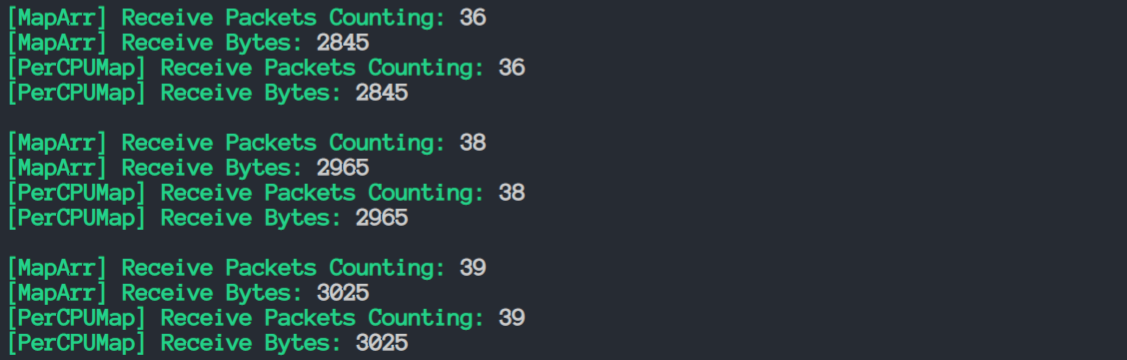 [MapArr] Receive Packets Counting: 36
[MapArr] Receive Bytes: 2845
[PerCPUMap] Receive Packets Counting: 36
[PerCPUMap] Receive Bytes: 2845
[MapArr] Receive Packets Counting: 38
[MapArr] Receive Bytes: 2965
[PerCPUMap] Receive Packets Counting: 38
[PerCPUMap] Receive Bytes: 2965
[MapArr] Receive Packets Counting: 39
[MapArr] Receive Bytes: 3025
[PerCPUMap] Receive Packets Counting: 39
[PerCPUMap] Receive Bytes: 3025